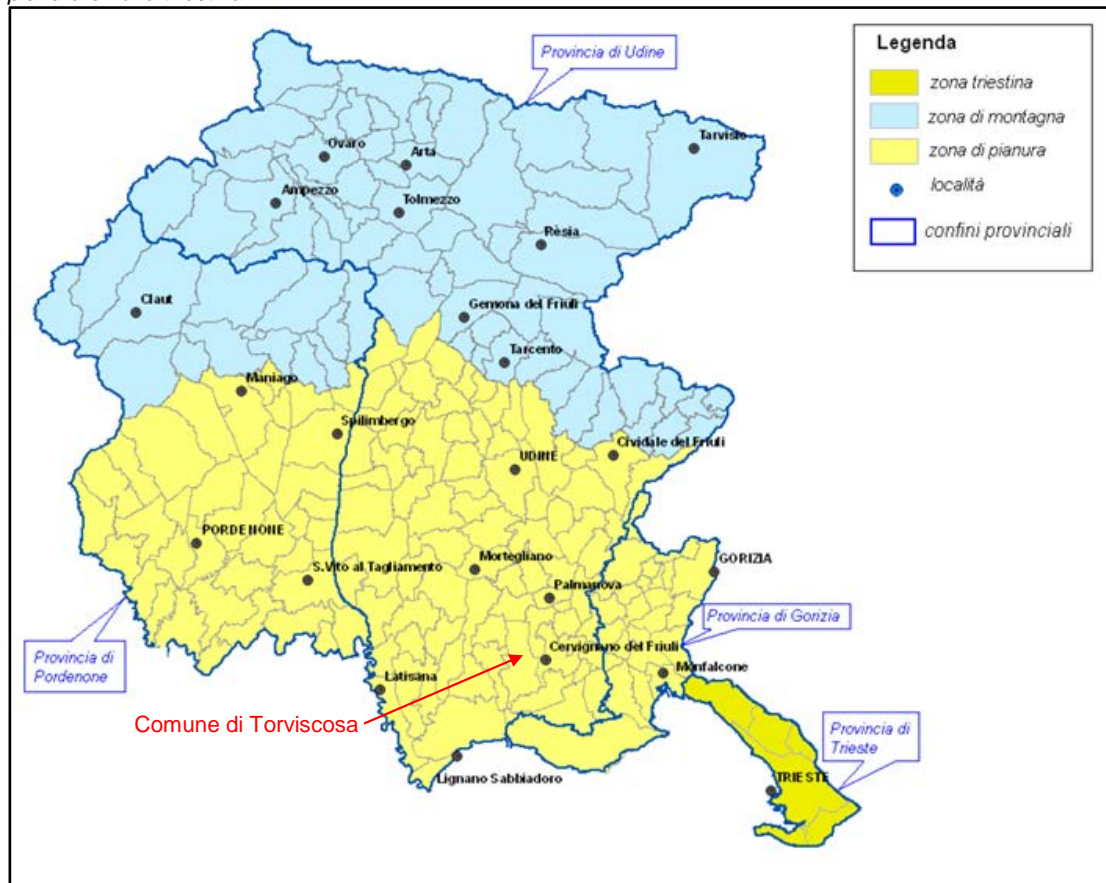 Provincia di Udine
Legenda
zona triestina
zona di montagna
zona di pianura
località
confini provinciali
Tarvisio
Ovaro
Arta
Ampezzo
Tolmezzo
Rèsia
Claut
Gemona del Friuli
Tarcento
Maniago
Spilimbergo
Cividale del Friuli
UDINE
PORDENONE
Mortegliano
GORIZIA
S.Vito al Tagliamento
Palmanova
Provincia di Gorizia
Provincia di
Pordenone
Cervignano del Friuli
Monfalcone
Latisana
Comune di Torviscosa
Provincia di
Trieste
Lignano Sabbiadoro
TRIESTE